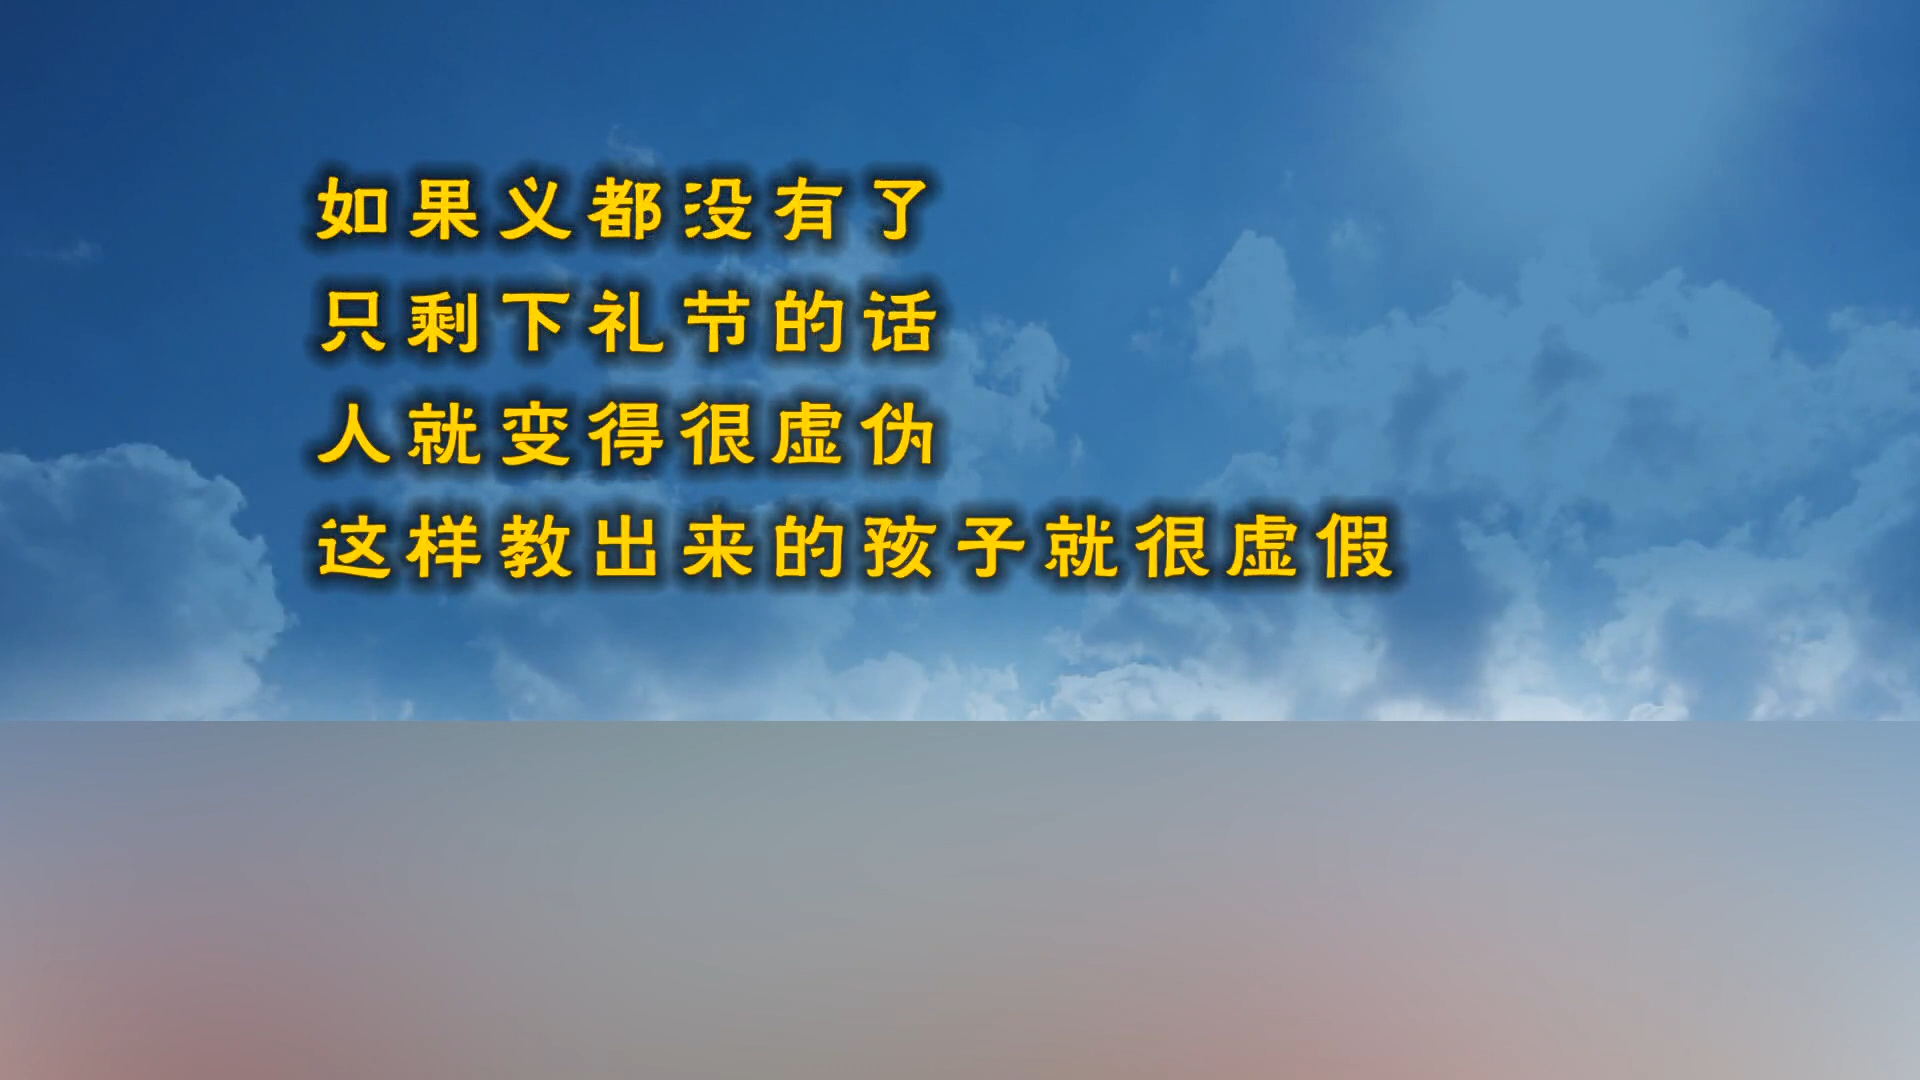 如果义都没有了
只剩下礼节的话
人就变得很虚伪
这样教出来的孩子就很虚假